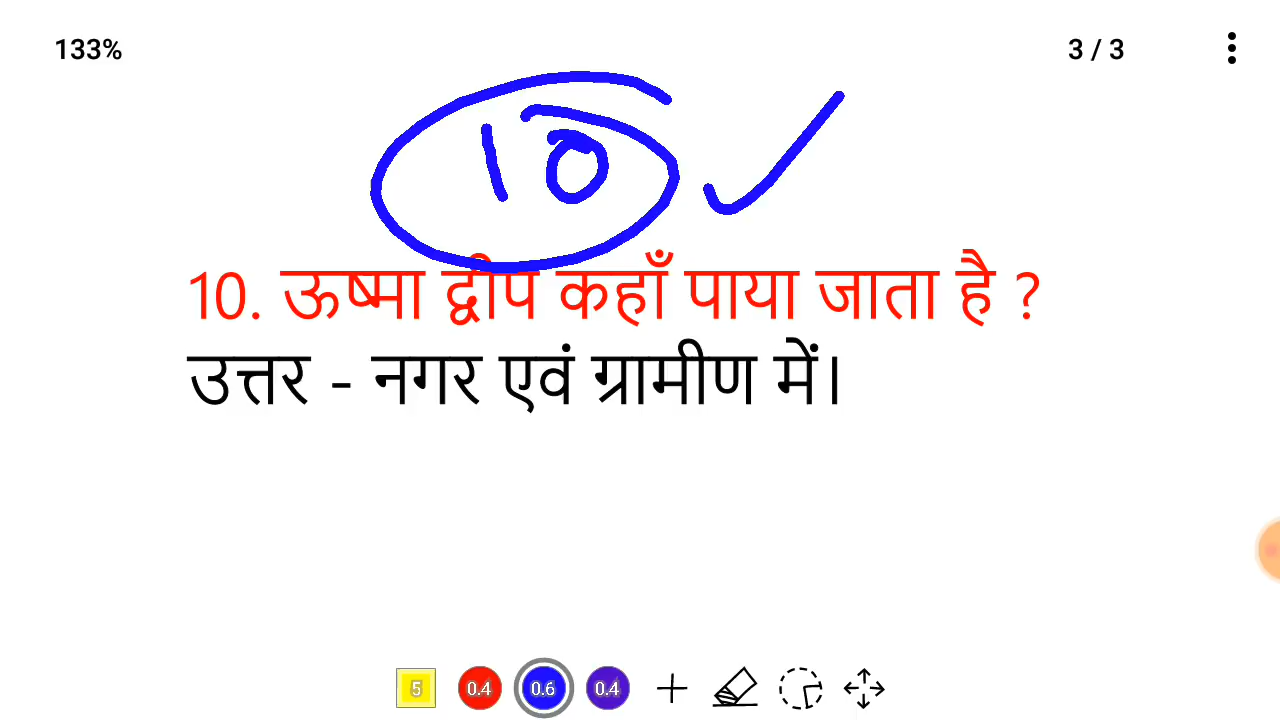 133%
3 / 3
10
10. ऊष्मा द्वीप कहाँ पाया जाता है ?
उत्तर - नगर एवं ग्रामीण में।
5
0.4
0.6
0.4